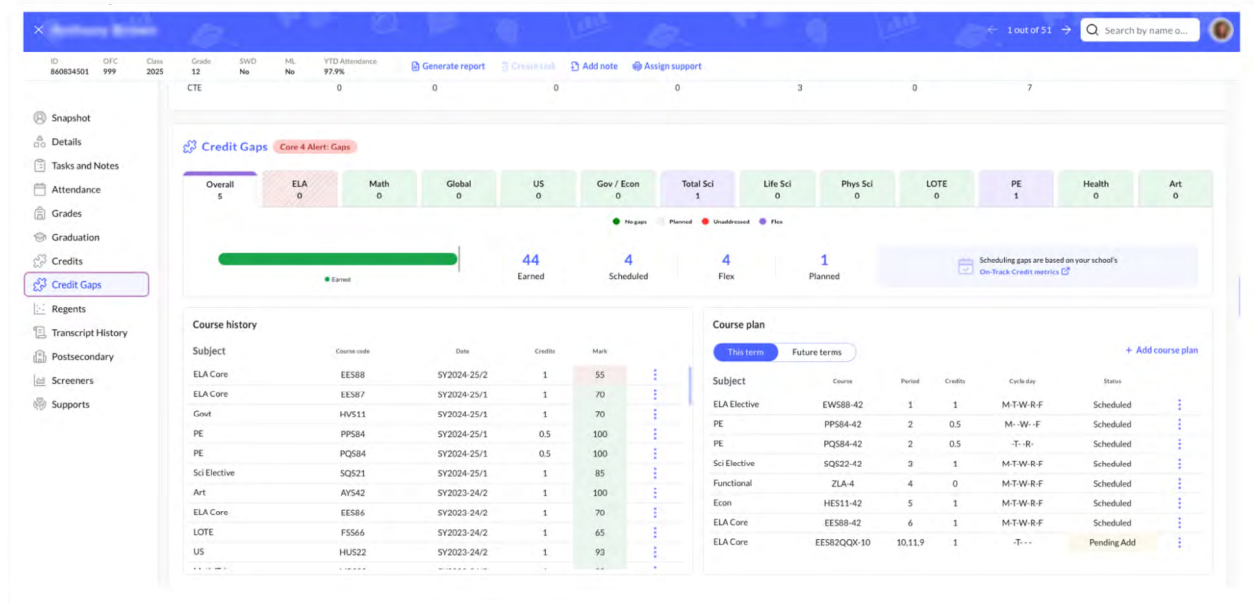 1 out of 51
Search by name o...
ID OFC Class Grade SWD ML YTD Attendance
860834501 999 2025 12 No No 97.9%
Generate report Create task Add note Assign support
CTE 0 0 0 0 3 0 7
Snapshot
Details
Tasks and Notes
Attendance
Grades
Graduation
Credits
Credit Gaps
Regents
Transcript History
Postsecondary
Screeners
Supports
Credit Gaps Core 4 Alert: Gaps
Overall ELA Math Global US Gov / Econ Total Sci Life Sci Phys Sci LOTE PE Health Art
5 0 0 0 0 0 1 0 0 0 1 0 0
No gaps Planned Unaddressed Flex
44 4 4 1
Earned Scheduled Flex Planned
Earned
Scheduling gaps are based on your school's
On-Track Credit metrics
Course history
Subject Course code Date Credits Mark
ELA Core EES88 SY2024-25/2 1 55
ELA Core EES87 SY2024-25/1 1 70
Govt HVS11 SY2024-25/1 1 70
PE PPS84 SY2024-25/1 0.5 100
PE PQS84 SY2024-25/1 0.5 100
Sci Elective SQS21 SY2024-25/1 1 85
Art AYS42 SY2023-24/2 1 100
ELA Core EES86 SY2023-24/2 1 70
LOTE FSS66 SY2023-24/2 1 65
US HUS22 SY2023-24/2 1 93
Course plan
This term Future terms
+ Add course plan
Subject Course Period Credits Cycle day Status
ELA Elective EWS88-42 1 1 M-T-W-R-F Scheduled
PE PPS84-42 2 0.5 M- -W- -F Scheduled
PE PQS84-42 2 0.5 -T- -R- Scheduled
Sci Elective SQS22-42 3 1 M-T-W-R-F Scheduled
Functional ZLA-4 4 0 M-T-W-R-F Scheduled
Econ HES11-42 5 1 M-T-W-R-F Scheduled
ELA Core EES88-42 6 1 M-T-W-R-F Scheduled
ELA Core EES82QQX-10 10,11,9 1 -T- - - Pending Add